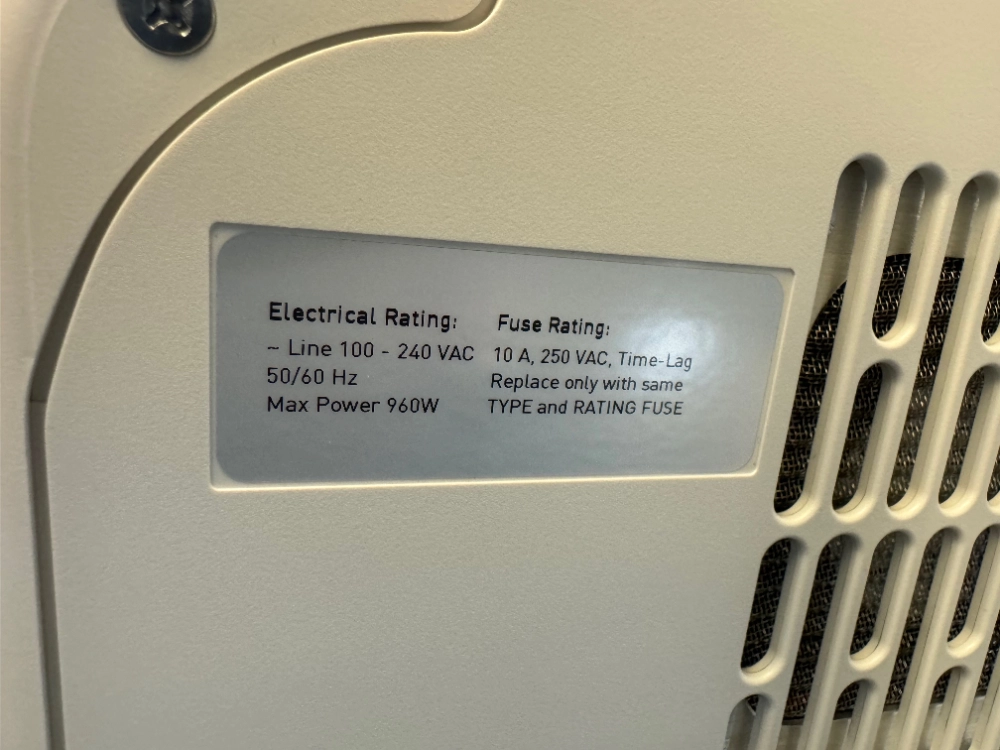 Electrical Rating:
~ Line 100 - 240 VAC
50/60 Hz
Max Power 960W
Fuse Rating:
10 A, 250 VAC, Time-Lag
Replace only with same
TYPE and RATING FUSE